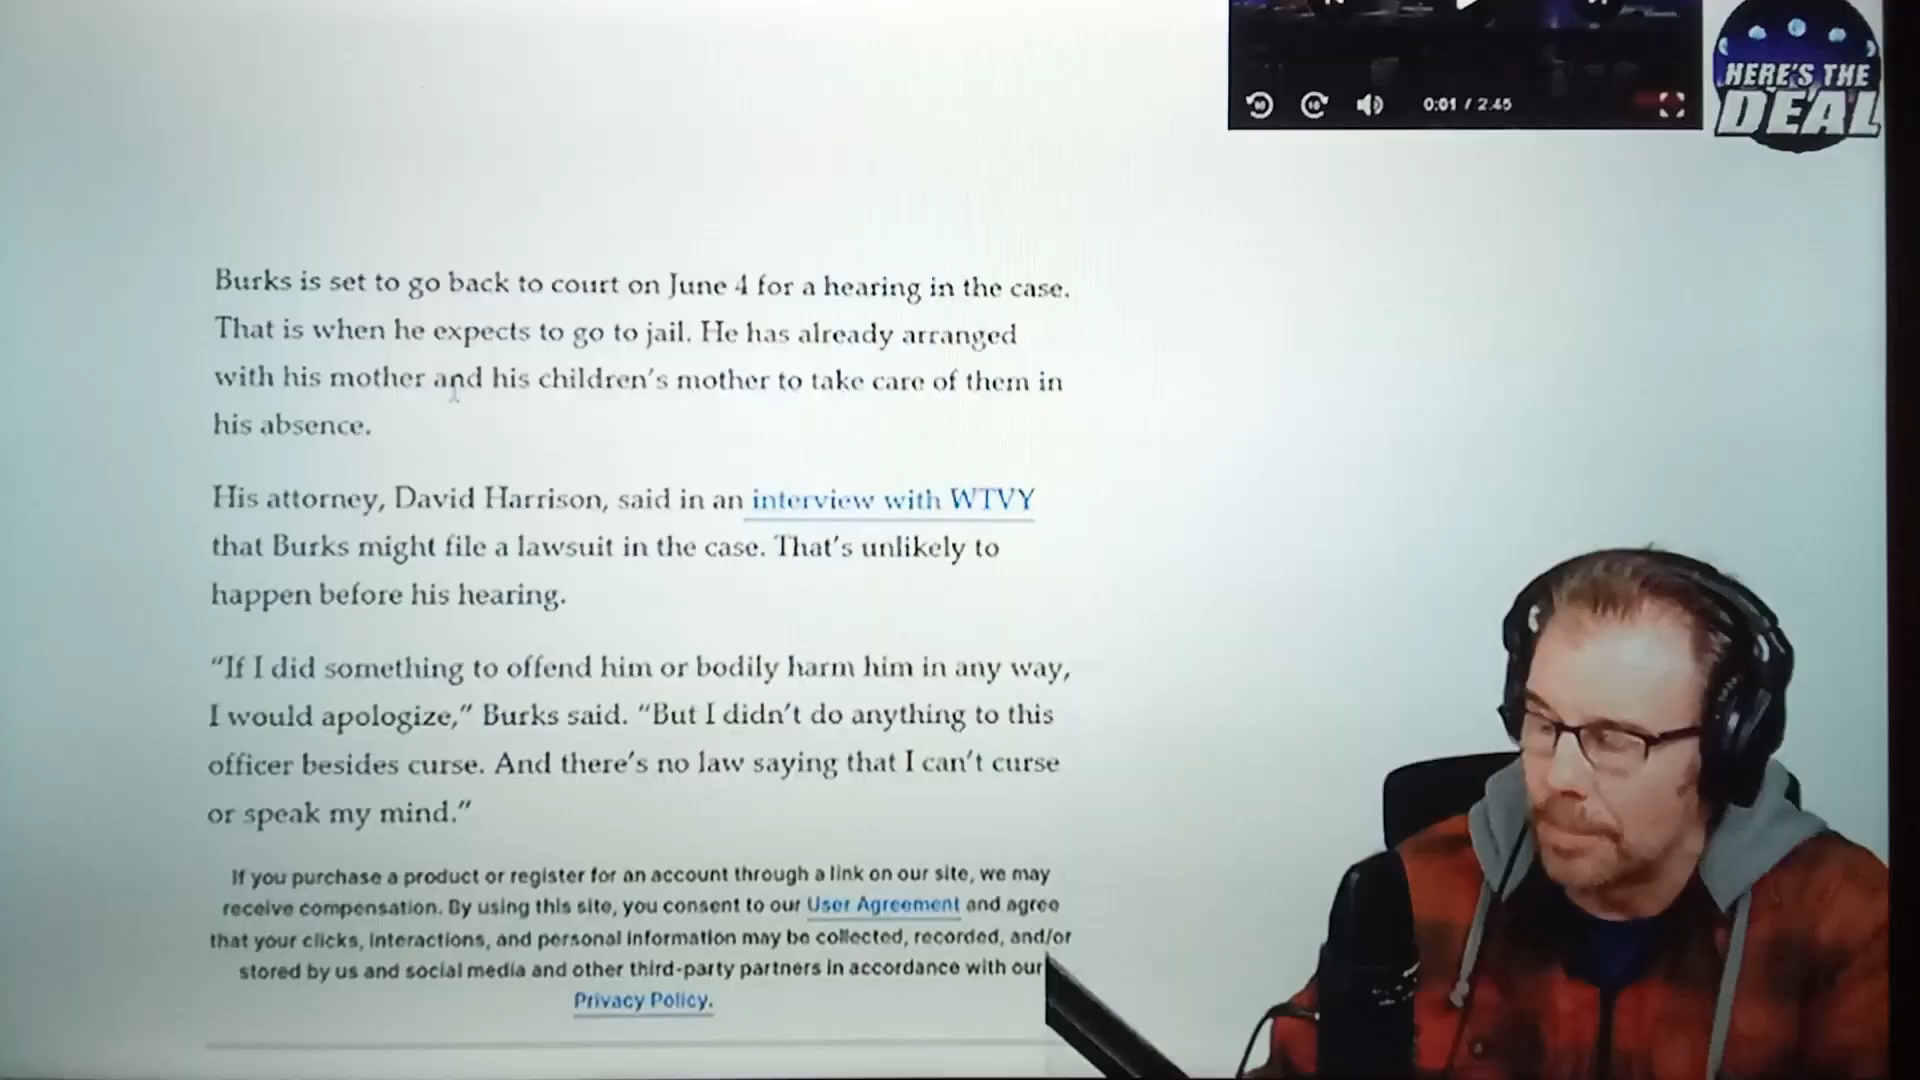 0:01 / 2:45
HERE'S THE
DEAL
Burks is set to go back to court on June 4 for a hearing in the case.
That is when he expects to go to jail. He has already arranged
with his mother and his children's mother to take care of them in
his absence.
His attorney, David Harrison, said in an interview with WTVY
that Burks might file a lawsuit in the case. That's unlikely to
happen before his hearing.
“If I did something to offend him or bodily harm him in any way,
I would apologize,” Burks said. “But I didn't do anything to this
officer besides curse. And there's no law saying that I can't curse
or speak my mind.”
If you purchase a product or register for an account through a link on our site, we may
receive compensation. By using this site, you consent to our User Agreement and agree
that your clicks, interactions, and personal information may be collected, recorded, and/or
stored by us and social media and other third-party partners in accordance with our
Privacy Policy.